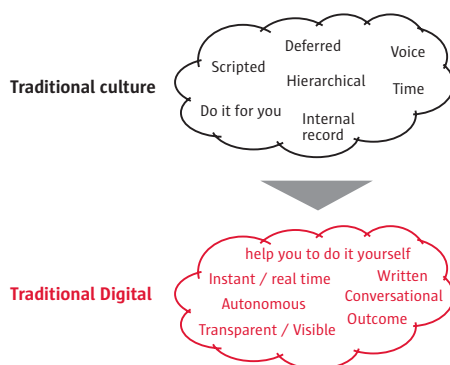 Deferred
Voice
Scripted
Hierarchical
Traditional culture
Time
Do it for you
Internal
record
help you to do it yourself
Instant / real time
Written
Traditional Digital
Conversational
Autonomous
Outcome
Transparent / Visible